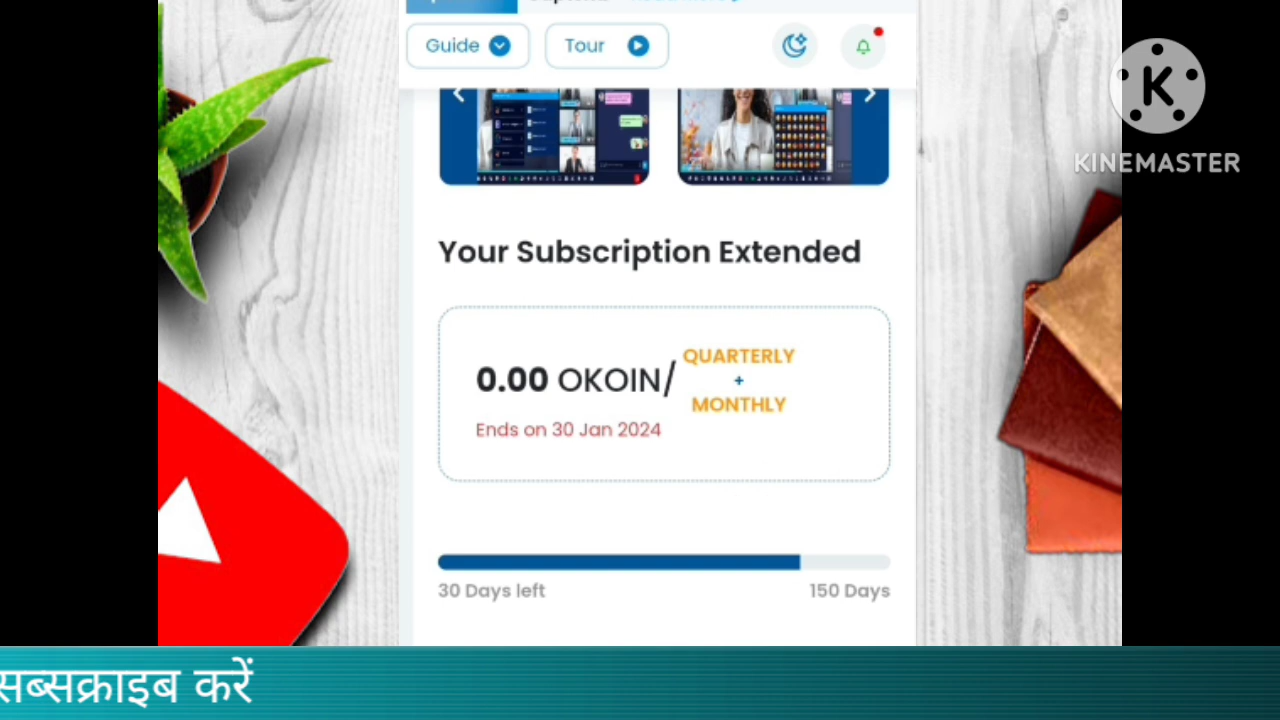 Guide
Tour
K
KINEMASTER
Your Subscription Extended
0.00 OKOIN/
QUARTERLY
+
MONTHLY
Ends on 30 Jan 2024
30 Days left
150 Days
सब्सक्राइब करें